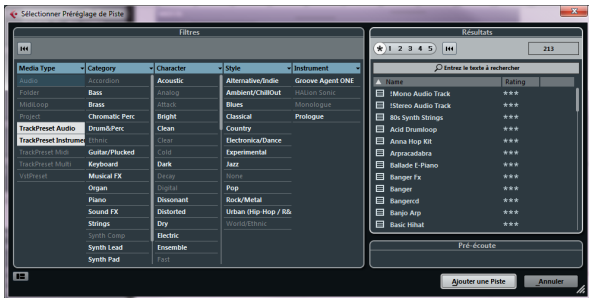 Sélectionner Préréglage de Piste
Filtres
Media Type Category Character Style Instrument
Audio Accordion Acoustic Alternative/Indie Groove Agent ONE
Folder Bass Analog Ambient/ChillOut HALion Sonic
MidiLoop Brass Attack Blues Monologue
Project Chromatic Perc Bright Classical Prologue
TrackPreset Audio Drum&Perc Clean Country
TrackPreset Instrume Ethnic Clear Electronica/Dance
TrackPreset Midi Guitar/Plucked Cold Experimental
TrackPreset Multi Keyboard Dark Jazz
VstPreset Musical FX Decay None
Organ Digital Pop
Piano Dissonant Rock/Metal
Sound FX Distorted Urban (Hip-Hop / R&
Strings Dry World/Ethnic
Synth Comp Electric
Synth Lead Ensemble
Synth Pad Fast
Résultats
1 2 3 4 5 213
Entrez le texte à rechercher
Name Rating
!Mono Audio Track ***
!Stereo Audio Track ***
80s Synth Strings ***
Acid Drumloop ***
Anna Hop Kit ***
Arpracadabra ***
Ballade E-Piano ***
Banger Fx ***
Banger ***
Bangercd ***
Banjo Arp ***
Basic Hihat ***
Pré-écoute
Ajouter une Piste Annuler